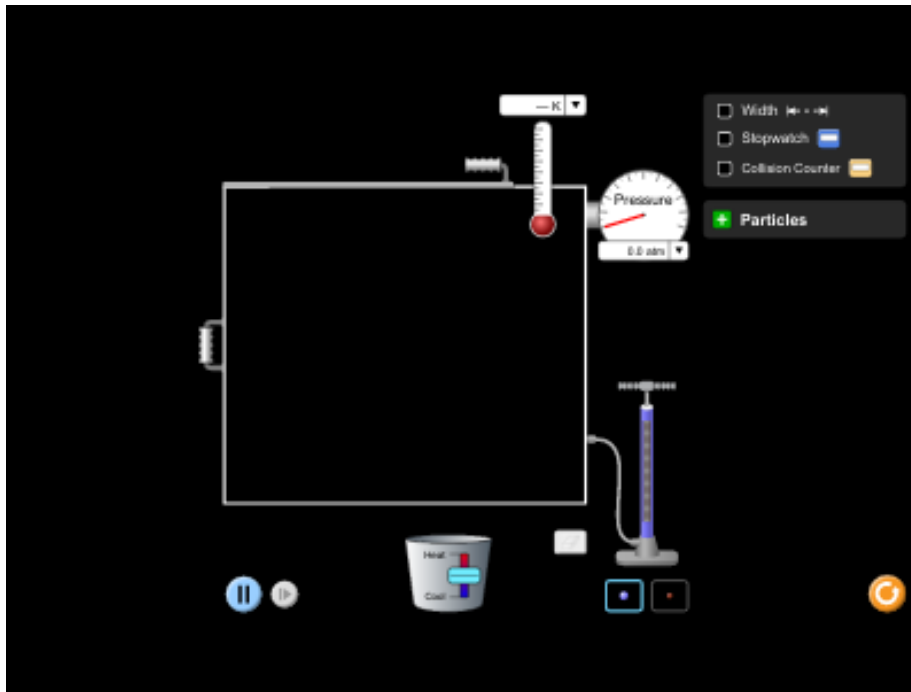 — K
Width
Stopwatch
Collision Counter
Pressure
Particles
0.0 atm
Heat
Cool